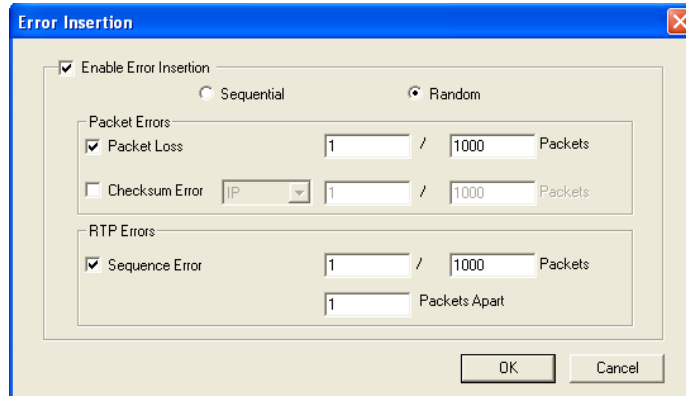 Error Insertion
Enable Error Insertion
Sequential Random
Packet Errors
Packet Loss 1 / 1000 Packets
Checksum Error IP 1 / 1000 Packets
RTP Errors
Sequence Error 1 / 1000 Packets
1 Packets Apart
OK Cancel